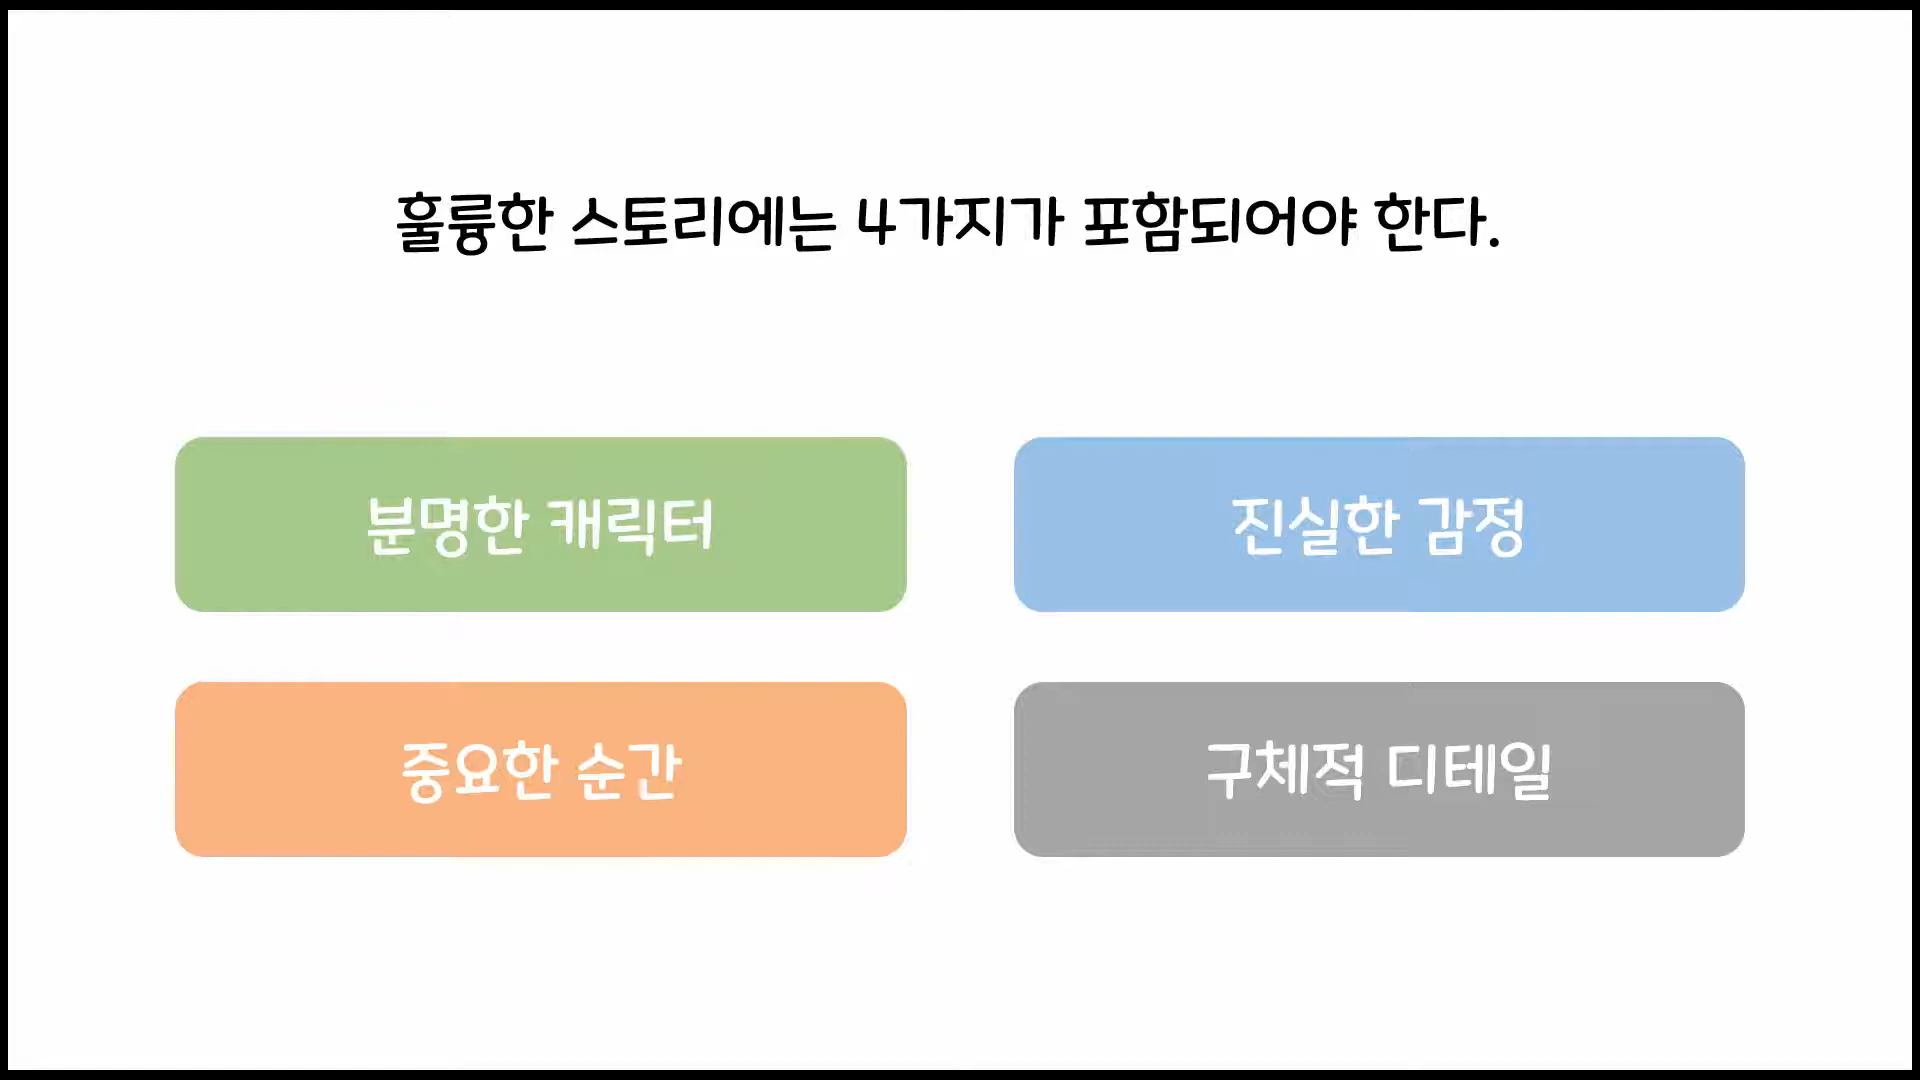 훌륭한 스토리에는 4가지가 포함되어야 한다.
분명한 캐릭터
진실한 감정
중요한 순간
구체적 디테일